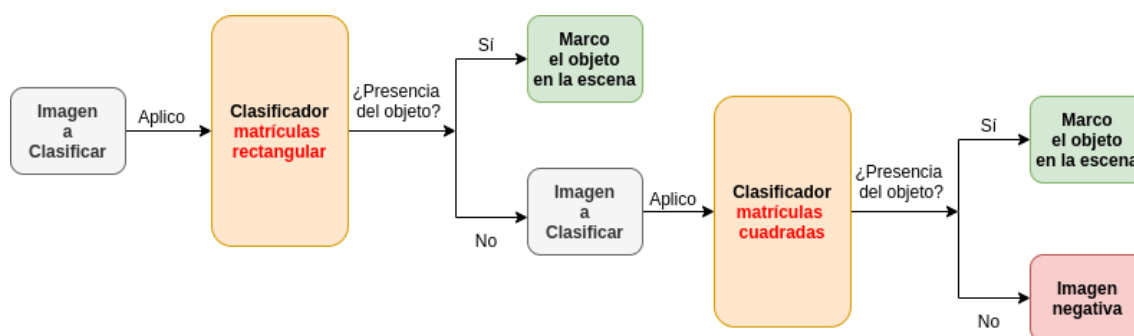 Imagen
a
Clasificar
Aplico
Clasificador
matrículas
rectangular
¿Presencia
del objeto?
Sí
Marco
el objeto
en la escena
No
Imagen
a
Clasificar
Aplico
Clasificador
matrículas
cuadradas
¿Presencia
del objeto?
Sí
Marco
el objeto
en la escena
No
Imagen
negativa